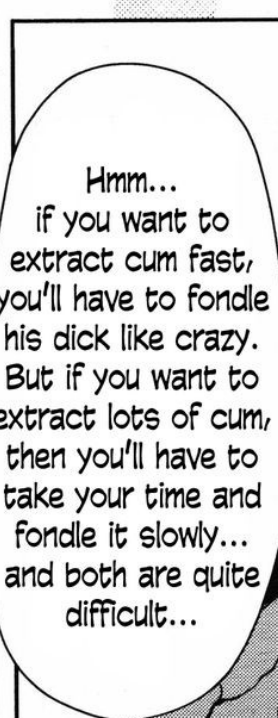 Hmm...
if you want to
extract cum fast,
you'll have to fondle
his dick like crazy.
But if you want to
extract lots of cum,
then you'll have to
take your time and
fondle it slowly...
and both are quite
difficult...